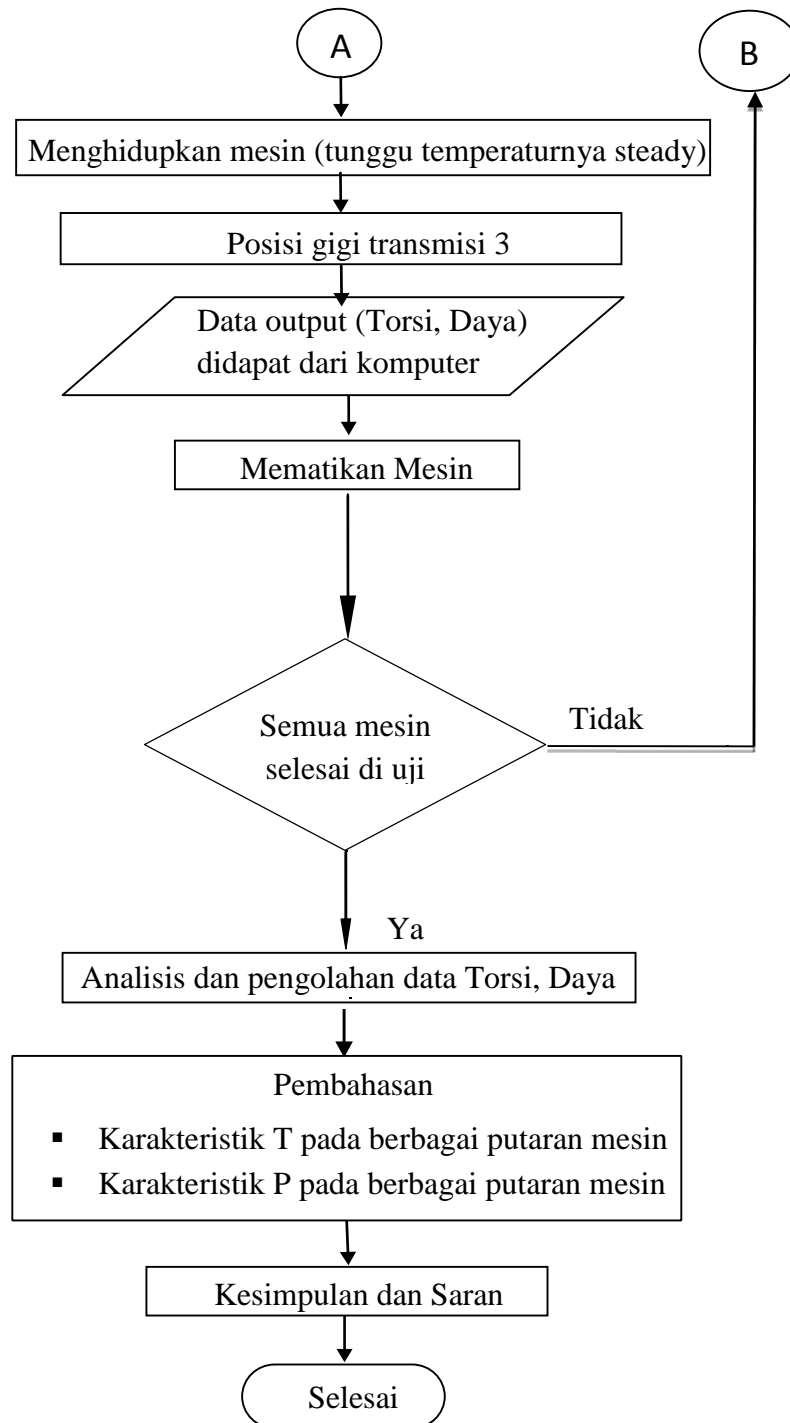 A
B
Menghidupkan mesin (tunggu temperaturnya steady)
Posisi gigi transmisi 3
Data output (Torsi, Daya)
didapat dari komputer
Mematikan Mesin
Semua mesin
selesai di uji
Tidak
Ya
Analisis dan pengolahan data Torsi, Daya
Pembahasan
▪ Karakteristik T pada berbagai putaran mesin
▪ Karakteristik P pada berbagai putaran mesin
Kesimpulan dan Saran
Selesai